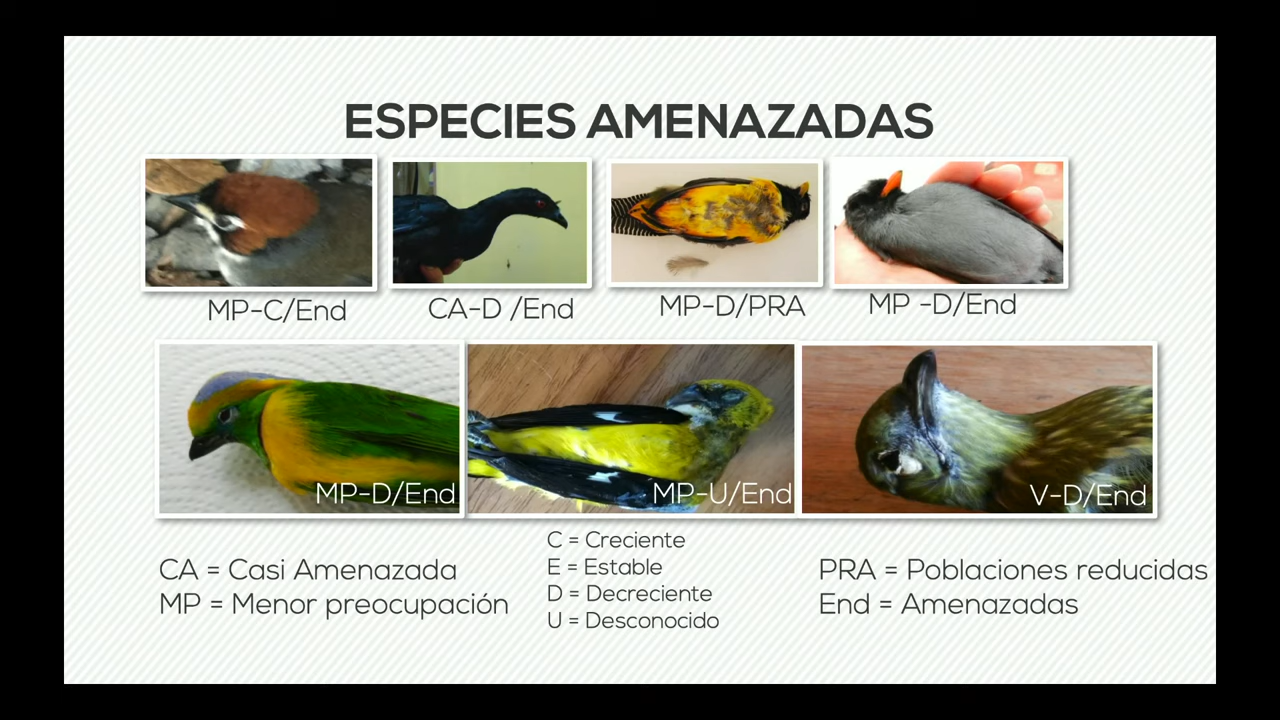 ESPECIES AMENAZADAS
MP-C/End
CA-D /End
MP-D/PRA
MP -D/End
MP-D/End
MP-U/End
V-D/End
CA = Casi Amenazada
MP = Menor preocupación
C = Creciente
E = Estable
D = Decreciente
U = Desconocido
PRA = Poblaciones reducidas
End = Amenazadas